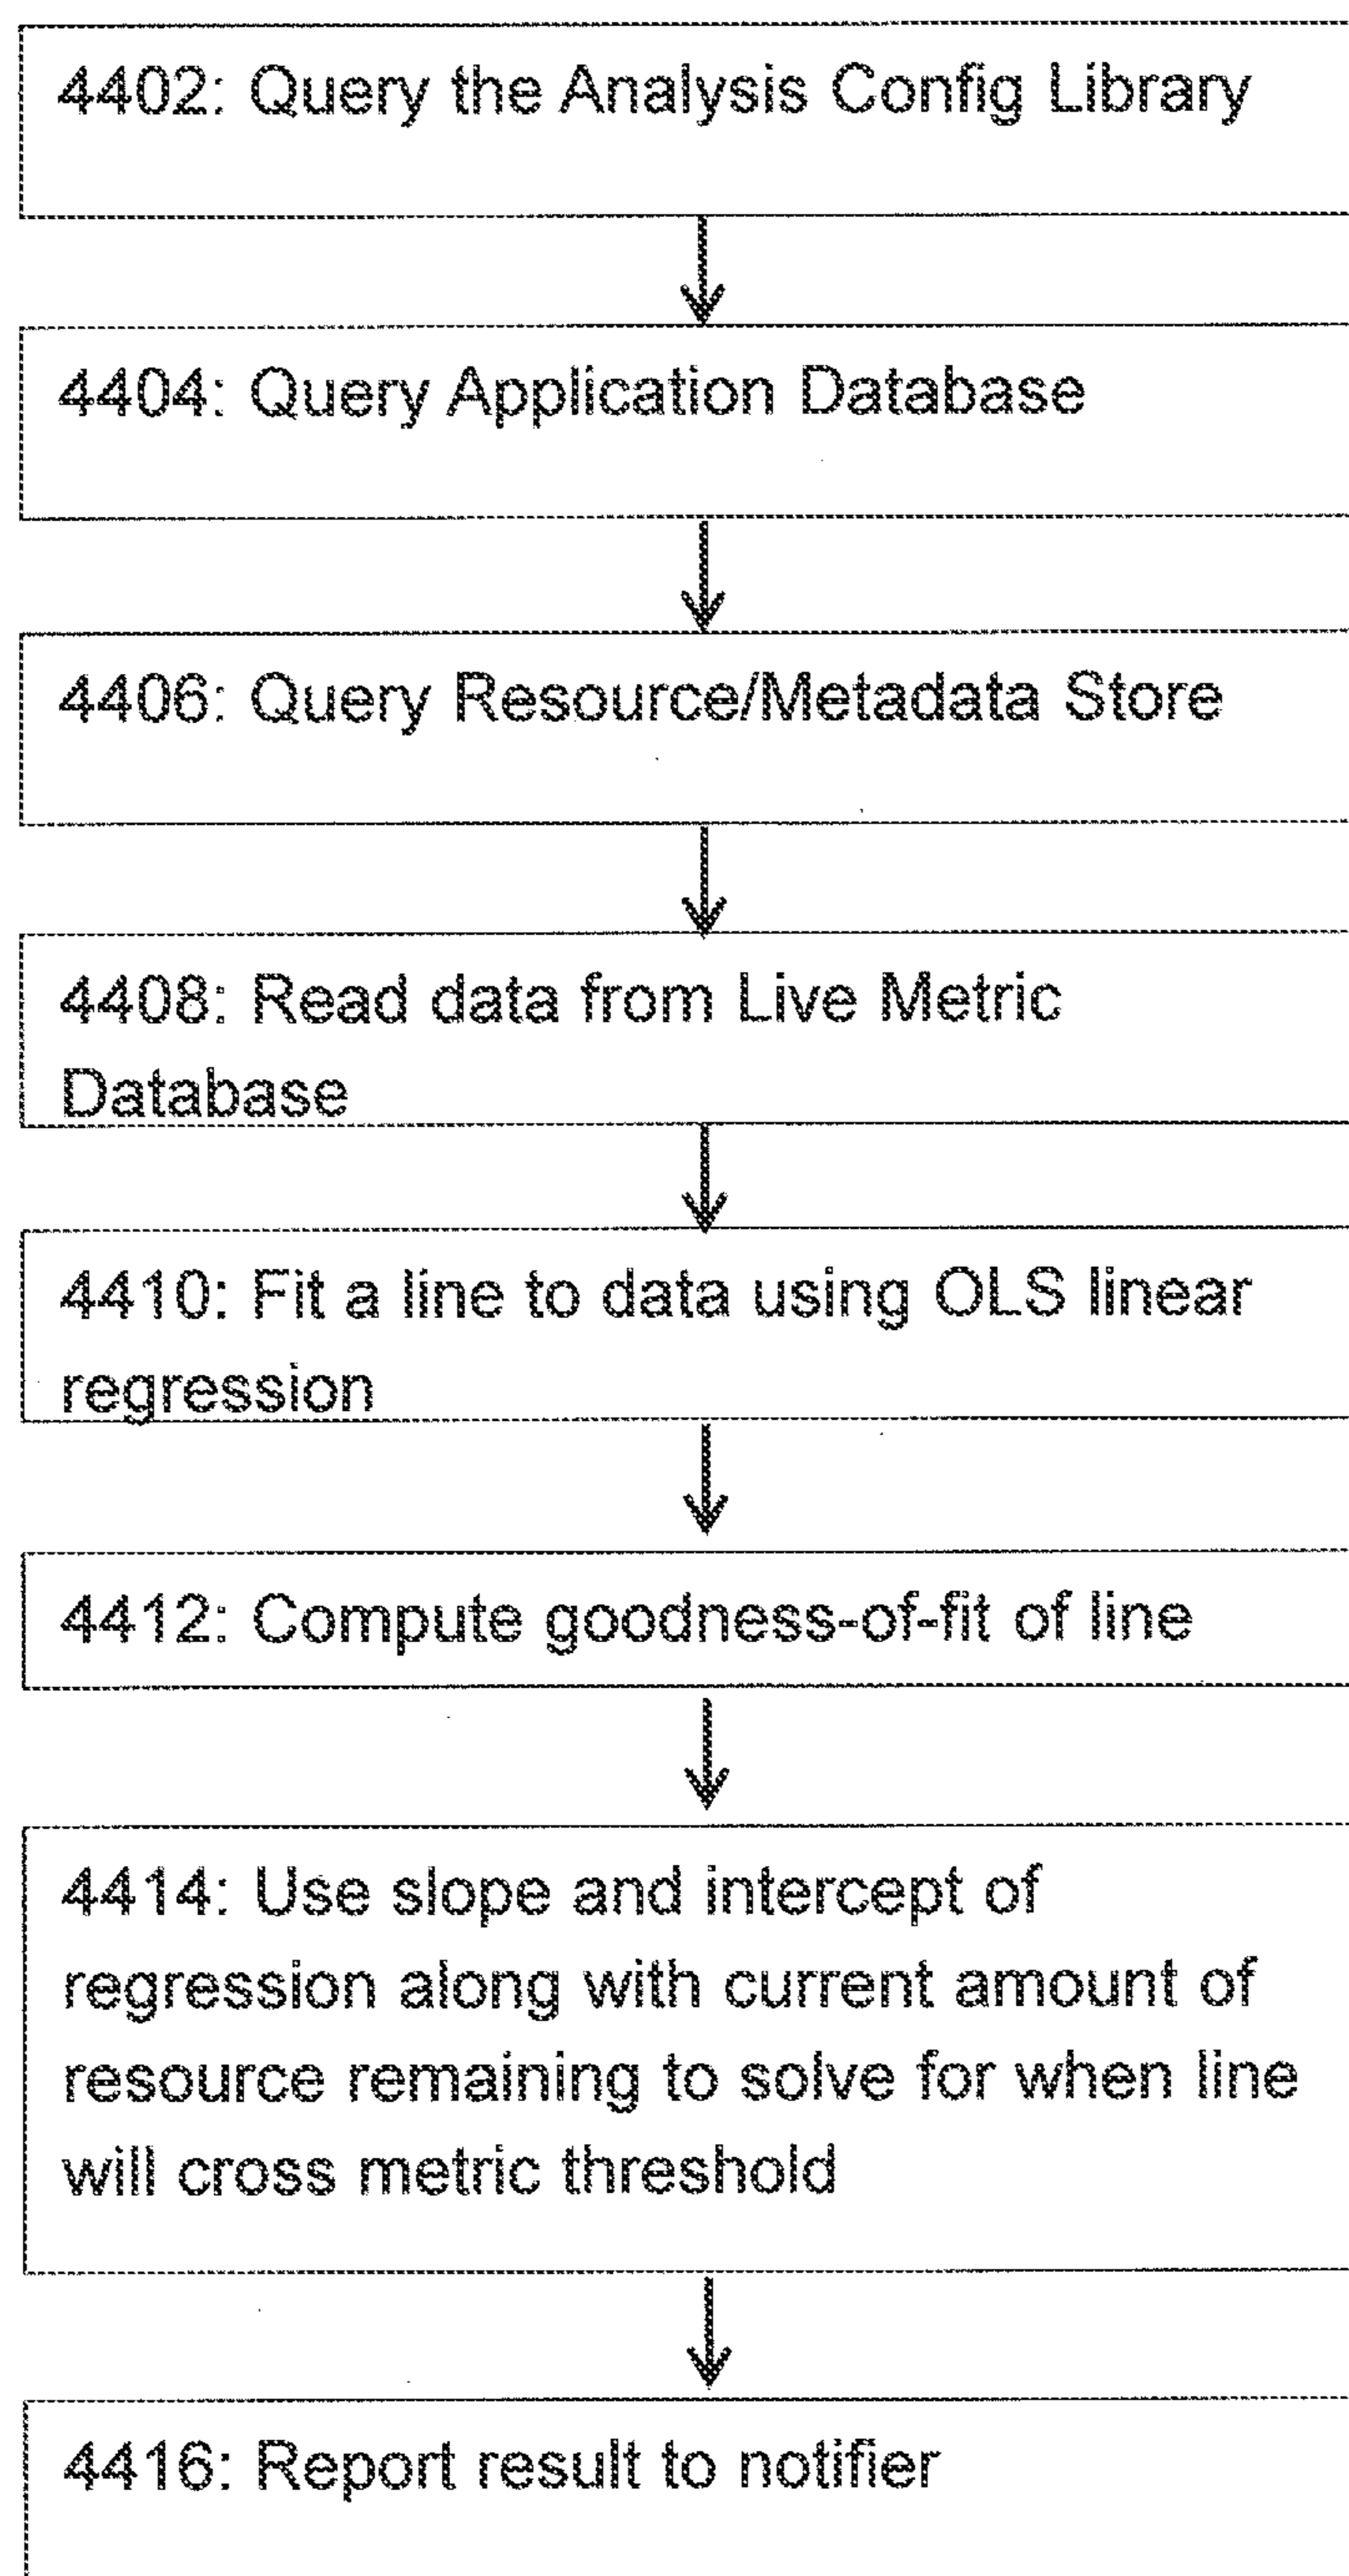 4402: Query the Analysis Config Library
4404: Query Application Database
4406: Query Resource/Metadata Store
4408: Read data from Live Metric
Database
4410: Fit a line to data using OLS linear
regression
4412: Compute goodness-of-fit of line
4414: Use slope and intercept of
regression along with current amount of
resource remaining to solve for when line
will cross metric threshold
4416: Report result to notifier